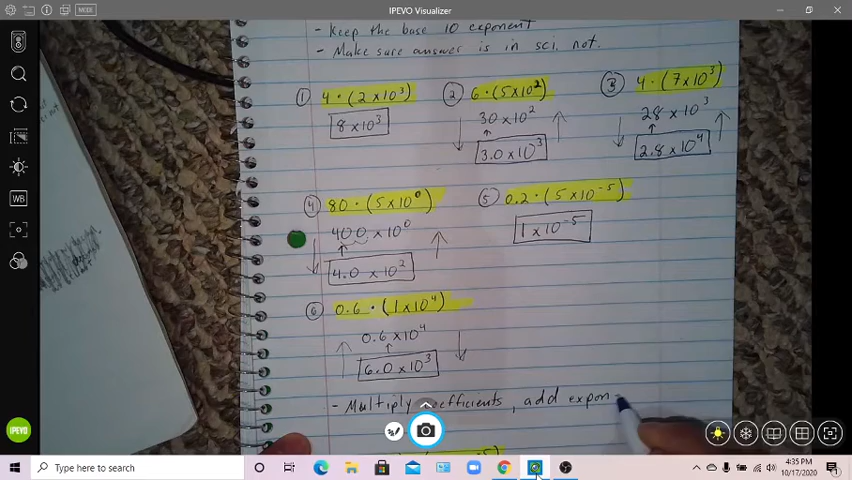 IPEVO Visualizer
MODE
- Keep the base 10 exponent
- Make sure answer is in sci. not.
① 4 · (2 x 10³)
8 x 10³
② 6 · (5 x 10²)
30 x 10²
3.0 x 10³
③ 4 · (7 x 10³)
28 x 10³
2.8 x 10⁴
④ 80 · (5 x 10⁰)
400 x 10⁰
4.0 x 10²
⑤ 0.2 · (5 x 10⁻⁵)
1 x 10⁻⁵
⑥ 0.6 · (1 x 10⁴)
0.6 x 10⁴
6.0 x 10³
- Multiply coefficients, add expon
WB
IPEVO
Type here to search
4:35 PM
10/17/2020